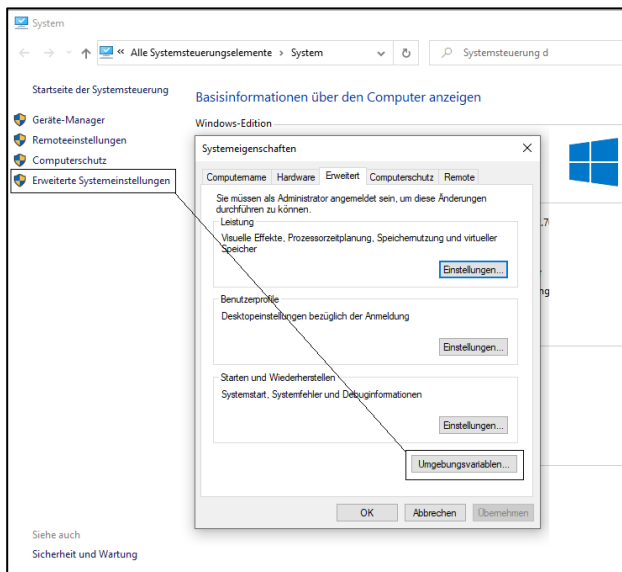 System
« Alle Systemsteuerungselemente > System
Systemsteuerung d
Startseite der Systemsteuerung
Geräte-Manager
Remoteeinstellungen
Computerschutz
Erweiterte Systemeinstellungen
Basisinformationen über den Computer anzeigen
Windows-Edition
Systemeigenschaften
Computername Hardware Erweitert Computerschutz Remote
Sie müssen als Administrator angemeldet sein, um diese Änderungen
durchführen zu können.
Leistung
Visuelle Effekte, Prozessorzeitplanung, Speichernutzung und virtueller
Speicher
Einstellungen...
Benutzerprofile
Desktopeinstellungen bezüglich der Anmeldung
Einstellungen...
Starten und Wiederherstellen
Systemstart, Systemfehler und Debuginformationen
Einstellungen...
Umgebungsvariablen...
OK Abbrechen Übernehmen
Siehe auch
Sicherheit und Wartung